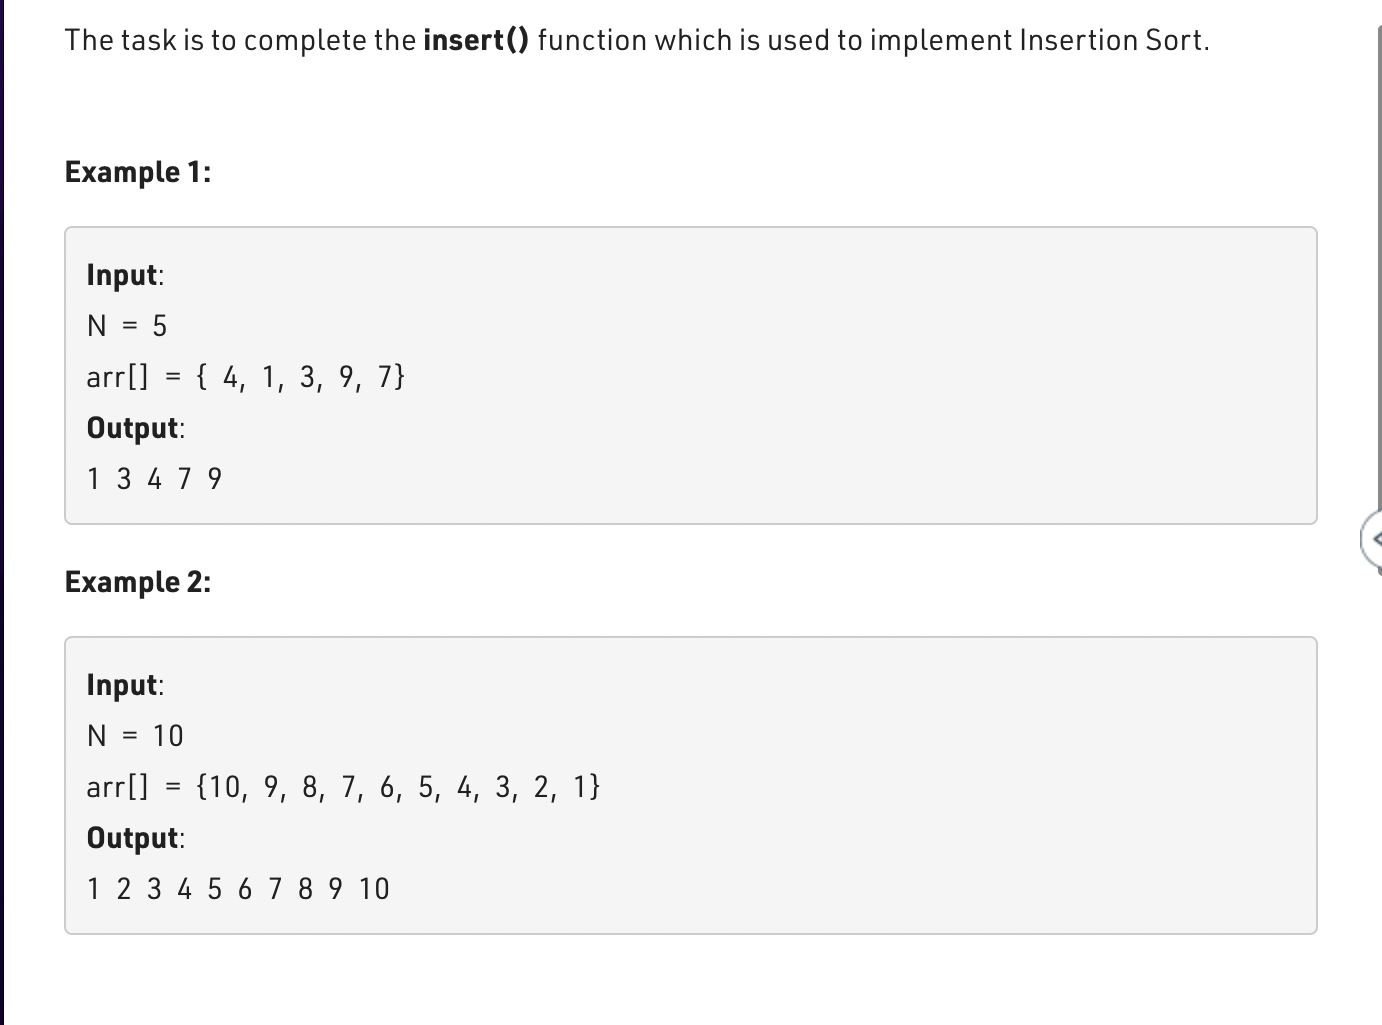 The task is to complete the insert() function which is used to implement Insertion Sort.
Example 1:
Input:
N = 5
arr[] = { 4, 1, 3, 9, 7}
Output:
1 3 4 7 9
Example 2:
Input:
N = 10
arr[] = {10, 9, 8, 7, 6, 5, 4, 3, 2, 1}
Output:
1 2 3 4 5 6 7 8 9 10